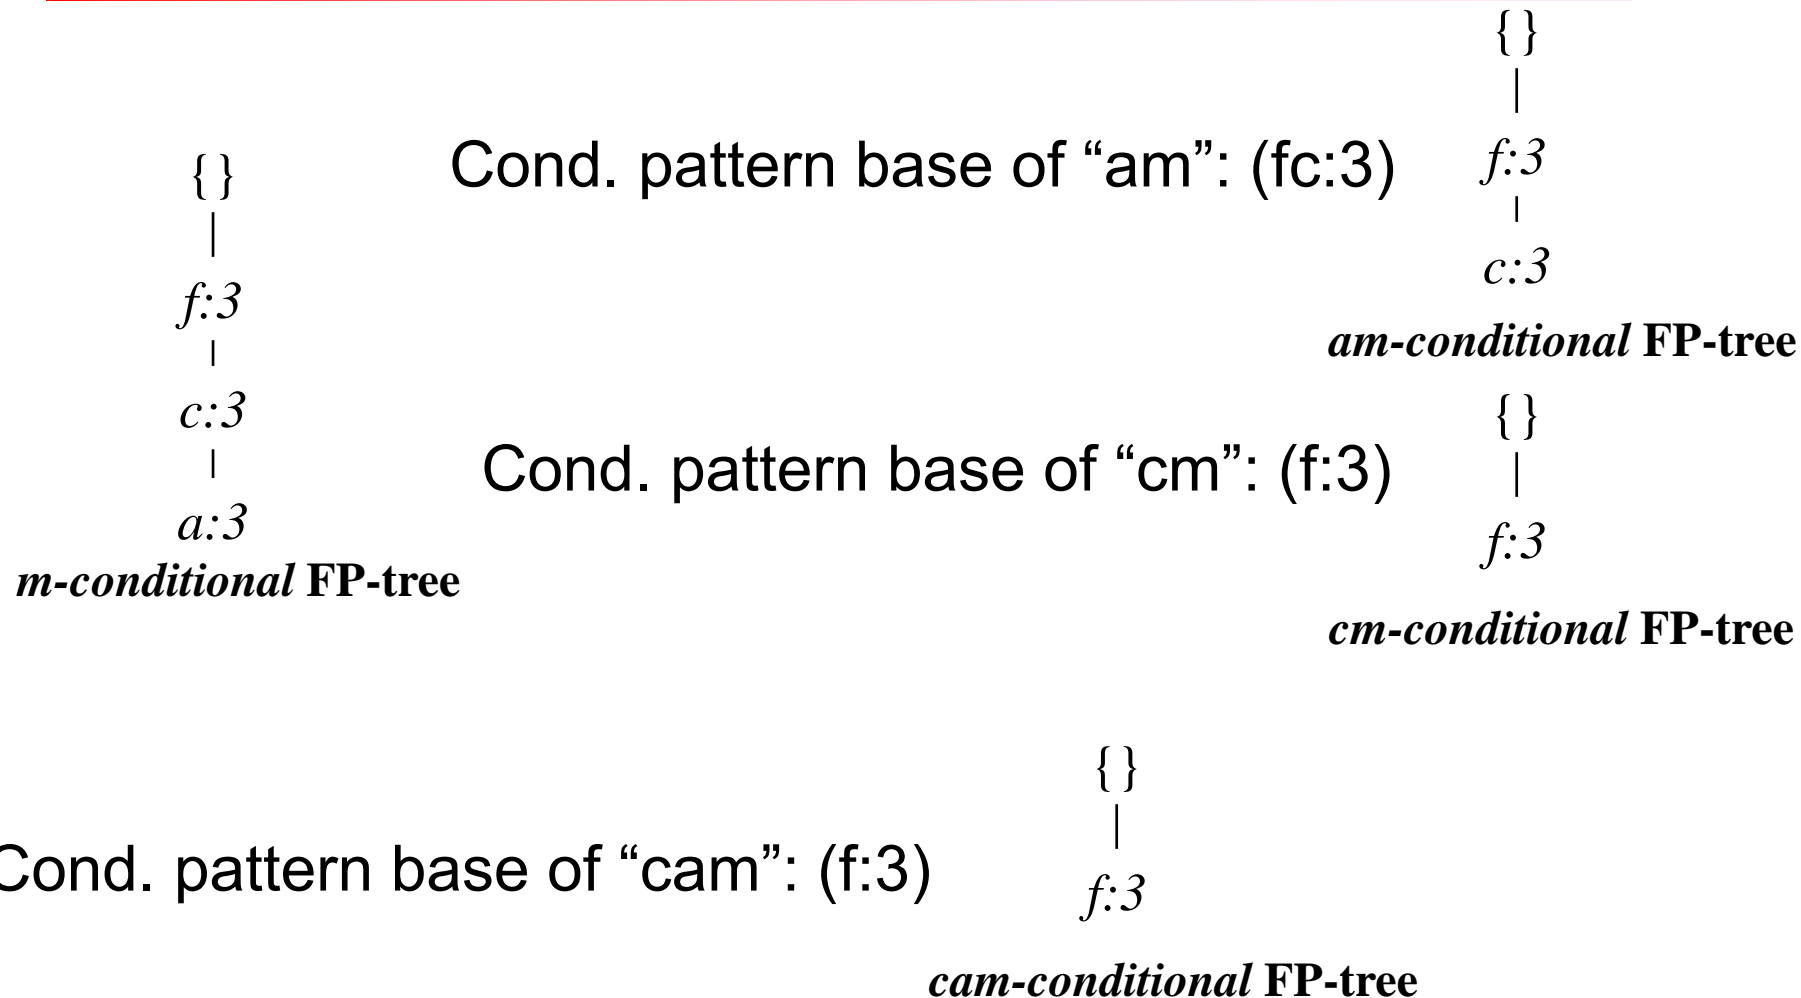 {}
f:3
c:3
a:3
m-conditional FP-tree
Cond. pattern base of “am”: (fc:3)
{}
f:3
c:3
am-conditional FP-tree
Cond. pattern base of “cm”: (f:3)
{}
f:3
cm-conditional FP-tree
Cond. pattern base of “cam”: (f:3)
{}
f:3
cam-conditional FP-tree